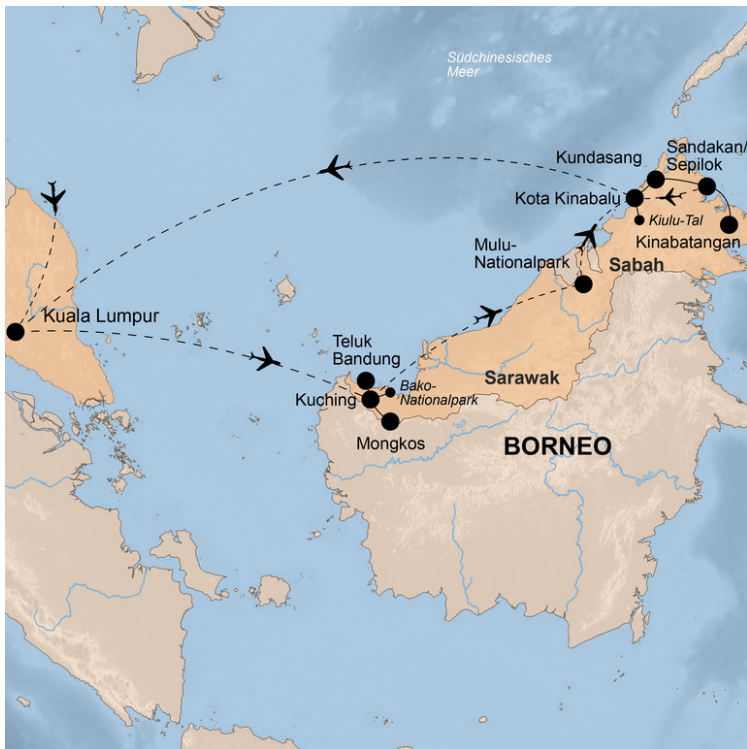 Südchinesisches
Meer
Sandakan/
Sepilok
Kundasang
Kota Kinabalu
Kiulu-Tal
Kinabatangan
Mulu-
Nationalpark
Sabah
Kuala Lumpur
Teluk
Bandung
Sarawak
Bako-
Nationalpark
Kuching
Mongkos
BORNEO